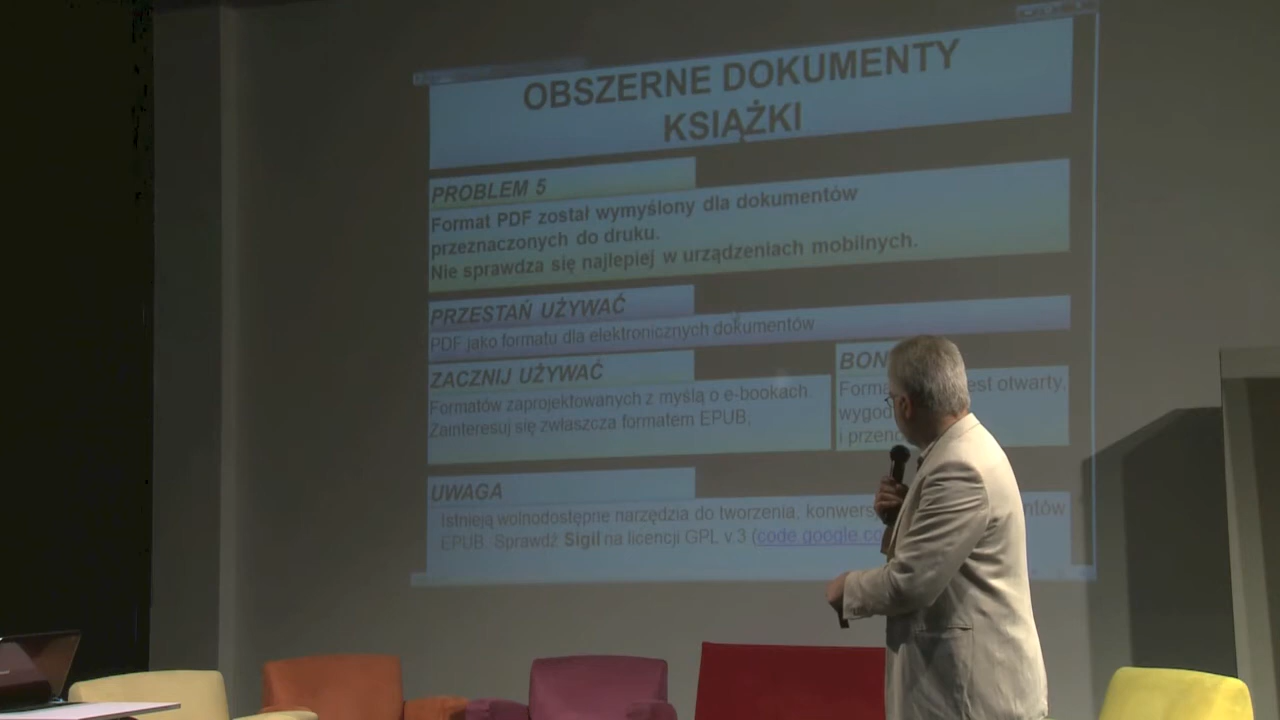 OBSZERNE DOKUMENTY
KSIĄŻKI
PROBLEM 5
Format PDF został wymyślony dla dokumentów
przeznaczonych do druku.
Nie sprawdza się najlepiej w urządzeniach mobilnych.
PRZESTAŃ UŻYWAĆ
PDF jako formatu dla elektronicznych dokumentów
ZACZNIJ UŻYWAĆ
Formatów zaprojektowanych z myślą o e-bookach.
Zainteresuj się zwłaszcza formatem EPUB,
BON
Forma est otwarty,
wygod
i przeno
UWAGA
Istnieją wolnodostępne narzędzia do tworzenia, konwers ntów
EPUB. Sprawdź Sigil na licencji GPL v.3 (code.google.co